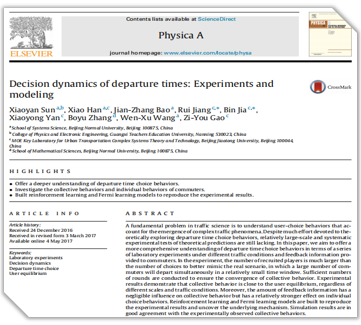 Contents lists available at ScienceDirect
Physica A
journal homepage: www.elsevier.com/locate/physa
ELSEVIER
Decision dynamics of departure times: Experiments and
modeling
CrossMark
Xiaoyan Sun a,b, Xiao Han a,c, Jian-Zhang Bao a, Rui Jiang c,*, Bin Jia c,*,
Xiaoyong Yan c, Boyu Zhang d, Wen-Xu Wang a, Zi-You Gao c
a School of Systems Science, Beijing Normal University, Beijing, 100875, China
b College of Physics and Electronic Engineering, Guangxi Teachers Education University, Nanning 530023, China
c MOE Key Laboratory for Urban Transportation Complex Systems Theory and Technology, Beijing Jiaotong University, Beijing, 100044,
China
d School of Mathematical Sciences, Beijing Normal University, Beijing, 100875, China
HIGHLIGHTS
• Offer a deeper understanding of departure time choice behaviors.
• Investigate the collective behaviors and individual behaviors of commuters.
• Built reinforcement learning and Fermi learning models to reproduce the experimental results.
ARTICLE INFO
Article history:
Received 24 December 2016
Received in revised form 3 March 2017
Available online 4 May 2017
Keywords:
Laboratory experiments
Decision dynamics
Departure time choice
User equilibrium
ABSTRACT
A fundamental problem in traffic science is to understand user-choice behaviors that ac-
count for the emergence of complex traffic phenomena. Despite much effort devoted to the-
oretically exploring departure time choice behaviors, relatively large-scale and systematic
experimental tests of theoretical predictions are still lacking. In this paper, we aim to offer a
more comprehensive understanding of departure time choice behaviors in terms of a series
of laboratory experiments under different traffic conditions and feedback information pro-
vided to commuters. In the experiment, the number of recruited players is much larger than
the number of choices to better mimic the real scenario, in which a large number of com-
muters will depart simultaneously in a relatively small time window. Sufficient numbers
of rounds are conducted to ensure the convergence of collective behavior. Experimental
results demonstrate that collective behavior is close to the user equilibrium, regardless of
different scales and traffic conditions. Moreover, the amount of feedback information has a
negligible influence on collective behavior but has a relatively stronger effect on individual
choice behaviors. Reinforcement learning and Fermi learning models are built to reproduce
the experimental results and uncover the underlying mechanism. Simulation results are in
good agreement with the experimentally observed collective behaviors.